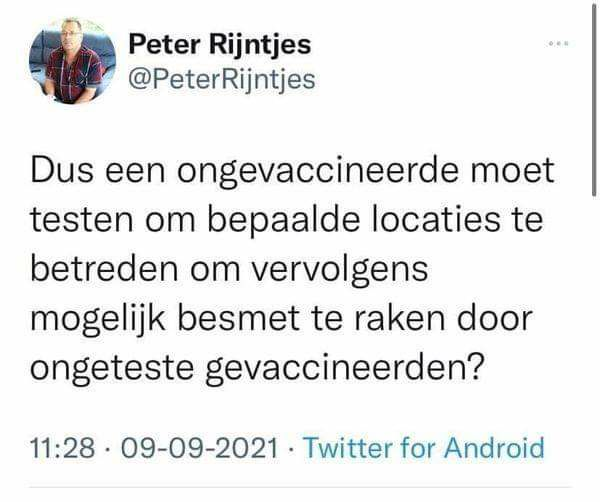 Peter Rijntjes
@PeterRijntjes
Dus een ongevaccineerde moet
testen om bepaalde locaties te
betreden om vervolgens
mogelijk besmet te raken door
ongeteste gevaccineerden?
11:28 · 09-09-2021 · Twitter for Android